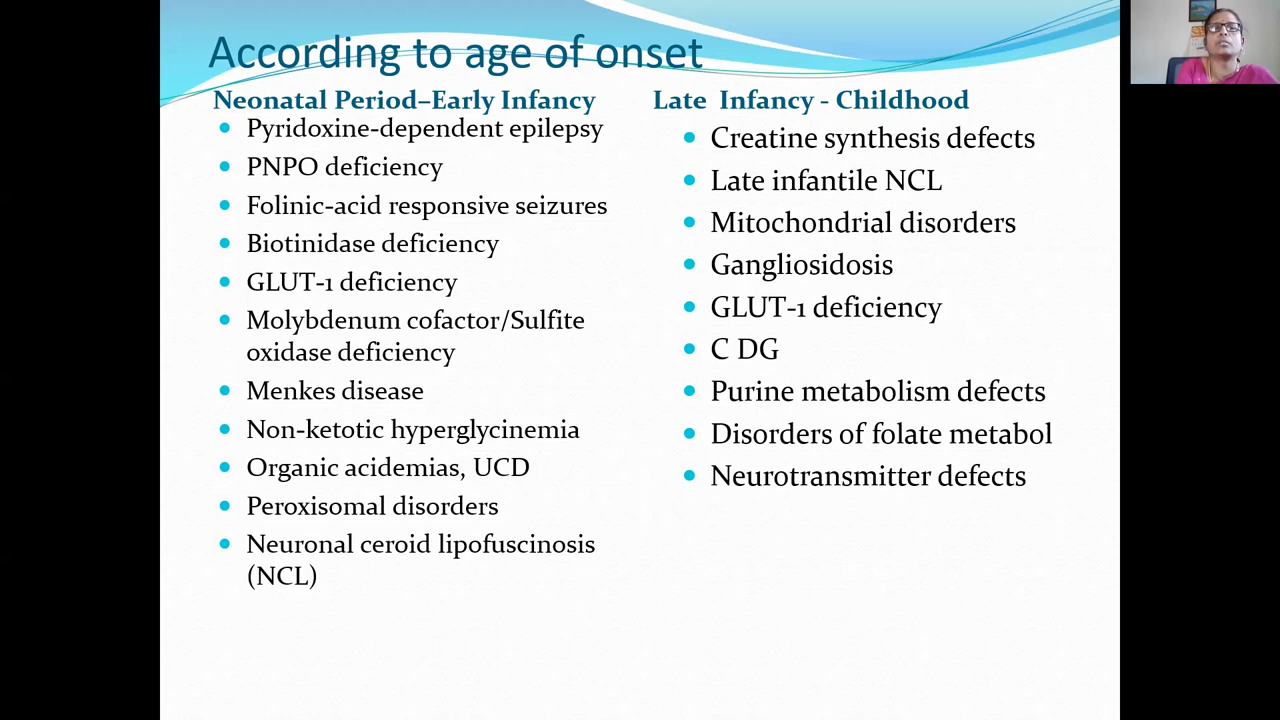 According to age of onset
Neonatal Period–Early Infancy
Pyridoxine-dependent epilepsy
PNPO deficiency
Folinic-acid responsive seizures
Biotinidase deficiency
GLUT-1 deficiency
Molybdenum cofactor/Sulfite
oxidase deficiency
Menkes disease
Non-ketotic hyperglycinemia
Organic acidemias, UCD
Peroxisomal disorders
Neuronal ceroid lipofuscinosis
(NCL)
Late Infancy - Childhood
Creatine synthesis defects
Late infantile NCL
Mitochondrial disorders
Gangliosidosis
GLUT-1 deficiency
C DG
Purine metabolism defects
Disorders of folate metabol
Neurotransmitter defects